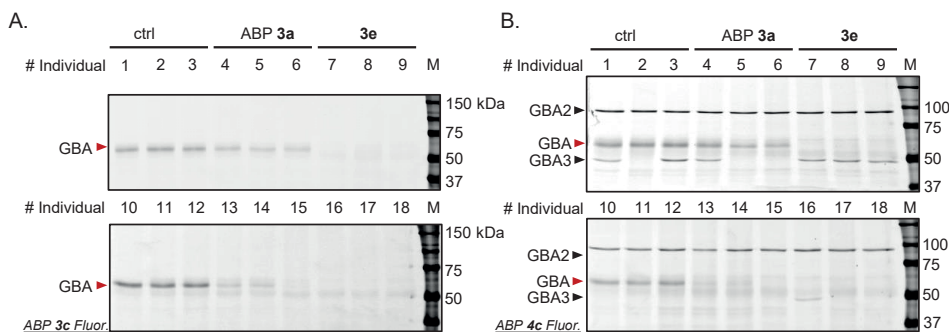 A.
ctrl ABP 3a 3e
# Individual 1 2 3 4 5 6 7 8 9 M
150 kDa
75
GBA
50
37
# Individual 10 11 12 13 14 15 16 17 18 M
150 kDa
75
GBA
50
37
ABP 3c Fluor.
B.
ctrl ABP 3a 3e
# Individual 1 2 3 4 5 6 7 8 9 M
GBA2
100
75
GBA
GBA3
50
37
# Individual 10 11 12 13 14 15 16 17 18 M
GBA2
100
75
GBA
GBA3
50
37
ABP 4c Fluor.